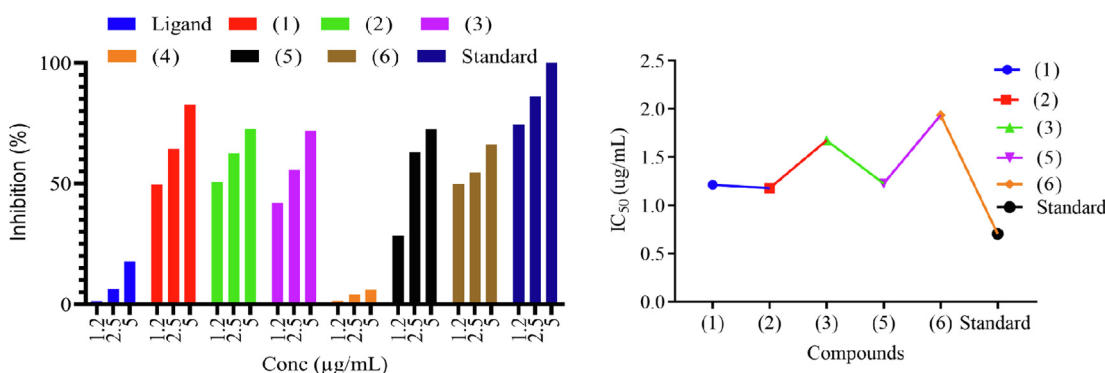 Ligand (1) (2) (3)
(4) (5) (6) Standard
100
50
0
Inhibition (%)
1.2 2.5 5 1.2 2.5 5 1.2 2.5 5 1.2 2.5 5 1.2 2.5 5 1.2 2.5 5 1.2 2.5 5 1.2 2.5 5
Conc (µg/mL)
2.5
2.0
1.5
1.0
0.5
0.0
IC50 (ug/mL)
(1)
(2)
(3)
(5)
(6)
Standard
(1) (2) (3) (5) (6) Standard
Compounds